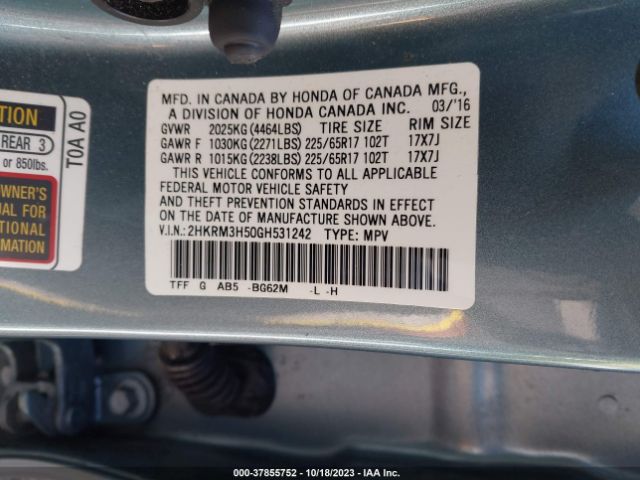 MFD. IN CANADA BY HONDA OF CANADA MFG.,
A DIVISION OF HONDA CANADA INC. 03/'16
GVWR 2025KG(4464LBS) TIRE SIZE RIM SIZE
GAWR F 1030KG(2271LBS) 225/65R17 102T 17X7J
GAWR R 1015KG(2238LBS) 225/65R17 102T 17X7J
THIS VEHICLE CONFORMS TO ALL APPLICABLE
FEDERAL MOTOR VEHICLE SAFETY
AND THEFT PREVENTION STANDARDS IN EFFECT
ON THE DATE OF MANUFACTURE SHOWN ABOVE.
V.I.N.: 2HKRM3H50GH531242 TYPE: MPV
TFF G AB5 -BG62M -L -H
TION
REAR 3
or 850lbs.
OWNER'S
UAL FOR
TIONAL
RMATION
T0A A0
000-37855752 | 10/18/2023 | IAA Inc.